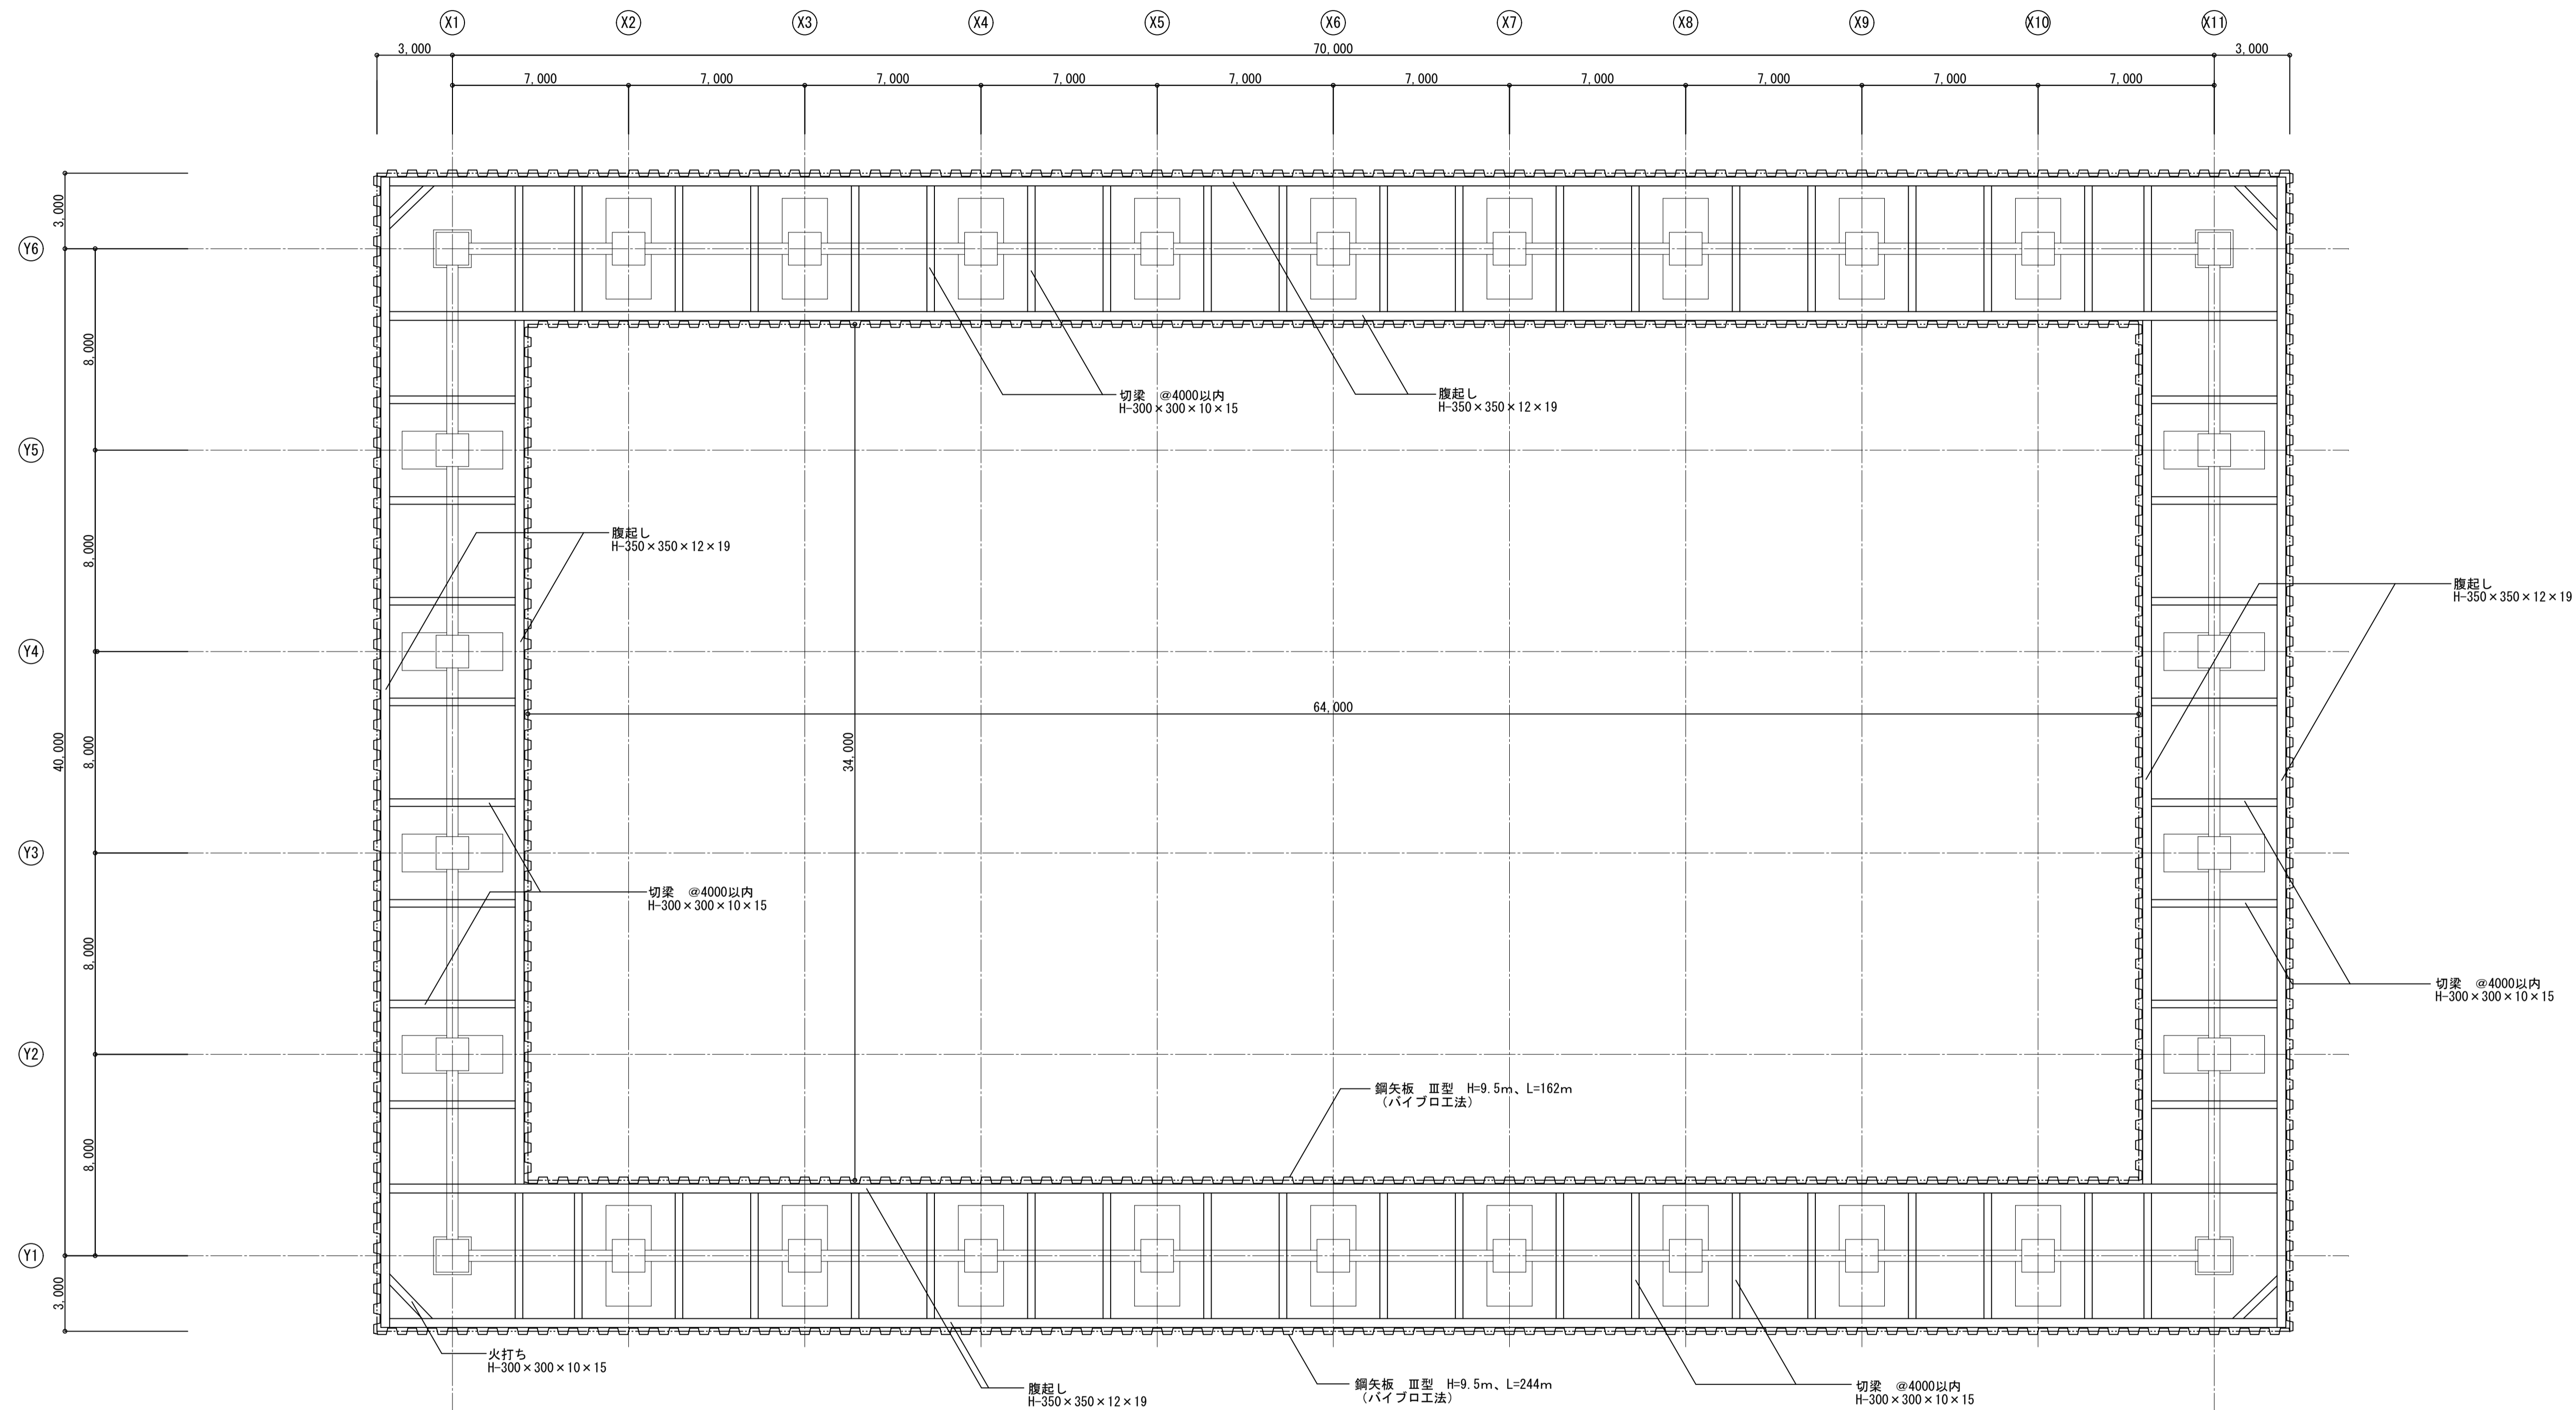 X1 X2 X3 X4 X5 X6 X7 X8 X9 X10 X11
3,000 70,000 3,000
7,000 7,000 7,000 7,000 7,000 7,000 7,000 7,000 7,000 7,000
3,000
Y6
8,000
切梁　@4000以内
H-300×300×10×15
腹起し
H-350×350×12×19
Y5
8,000
腹起し
H-350×350×12×19
腹起し
H-350×350×12×19
Y4
64,000
40,000
8,000
34,000
Y3
切梁　@4000以内
H-300×300×10×15
8,000
切梁　@4000以内
H-300×300×10×15
Y2
鋼矢板　Ⅲ型　H=9.5m、L=162m
（バイブロ工法）
8,000
Y1
3,000
火打ち
H-300×300×10×15
腹起し
H-350×350×12×19
鋼矢板　Ⅲ型　H=9.5m、L=244m
（バイブロ工法）
切梁　@4000以内
H-300×300×10×15